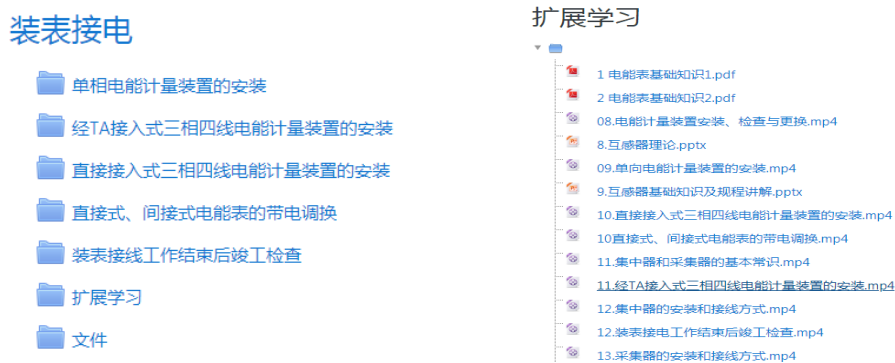 装表接电
单相电能计量装置的安装
经TA接入式三相四线电能计量装置的安装
直接接入式三相四线电能计量装置的安装
直接式、间接式电能表的带电调换
装表接线工作结束后竣工检查
扩展学习
文件
扩展学习
1 电能表基础知识1.pdf
2 电能表基础知识2.pdf
08.电能计量装置安装、检查与更换.mp4
8.互感器理论.pptx
09.单向电能计量装置的安装.mp4
9.互感器基础知识及规程讲解.pptx
10.直接接入式三相四线电能计量装置的安装.mp4
10直接式、间接式电能表的带电调换.mp4
11.集中器和采集器的基本常识.mp4
11.经TA接入式三相四线电能计量装置的安装.mp4
12.集中器的安装和接线方式.mp4
12.装表接电工作结束后竣工检查.mp4
13.采集器的安装和接线方式.mp4